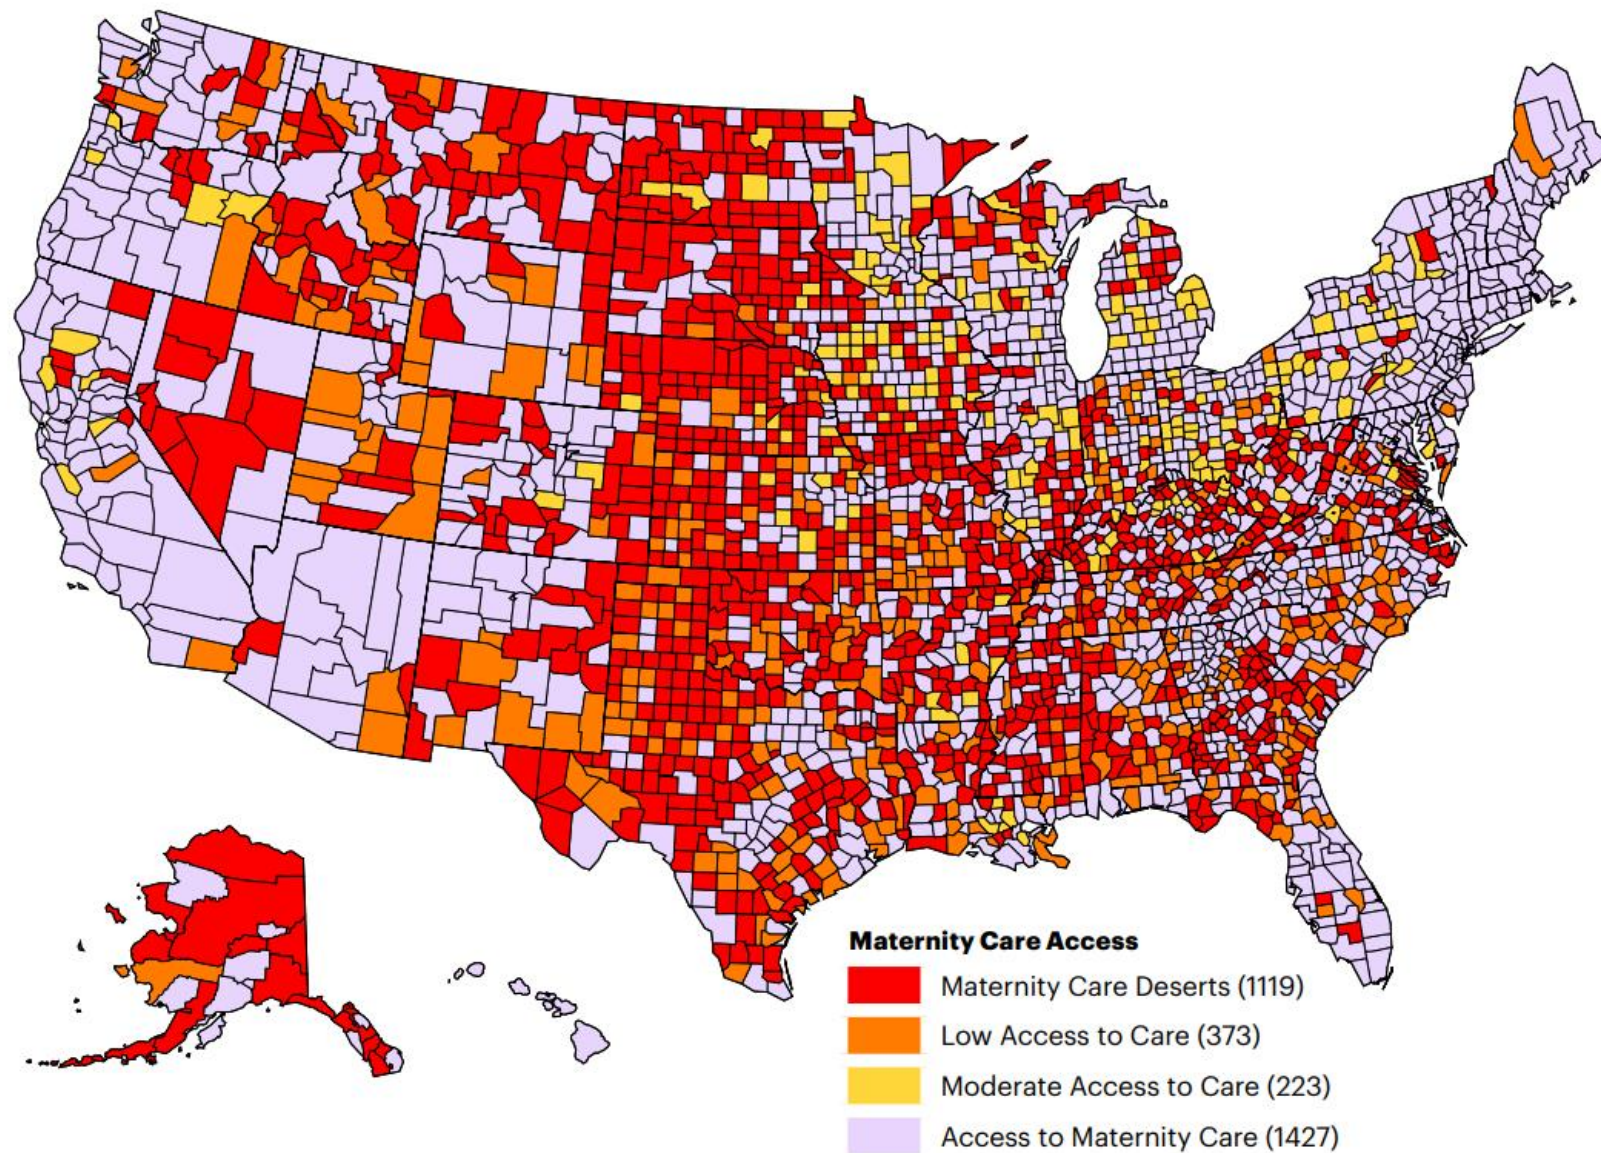 Maternity Care Access
Maternity Care Deserts (1119)
Low Access to Care (373)
Moderate Access to Care (223)
Access to Maternity Care (1427)